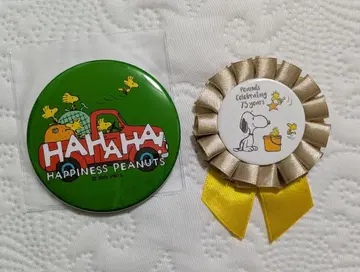 HAHAHA!
HAPPINESS PEANUTS
Peanuts
Celebrating
75 years